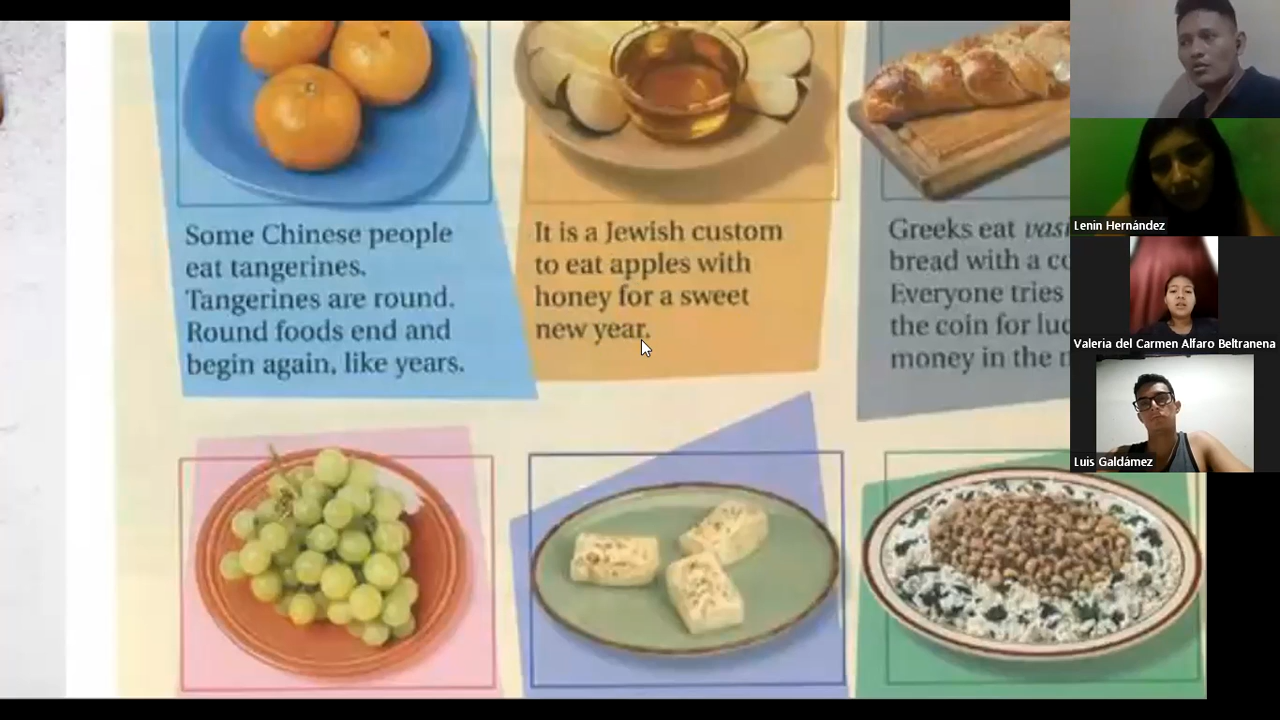 Some Chinese people
eat tangerines.
Tangerines are round.
Round foods end and
begin again, like years.
It is a Jewish custom
to eat apples with
honey for a sweet
new year.
Greeks eat
bread with a
Everyone tries
the coin for
money in the
Lenin Hernández
Valeria del Carmen Alfaro Beltranena
Luis Galdámez